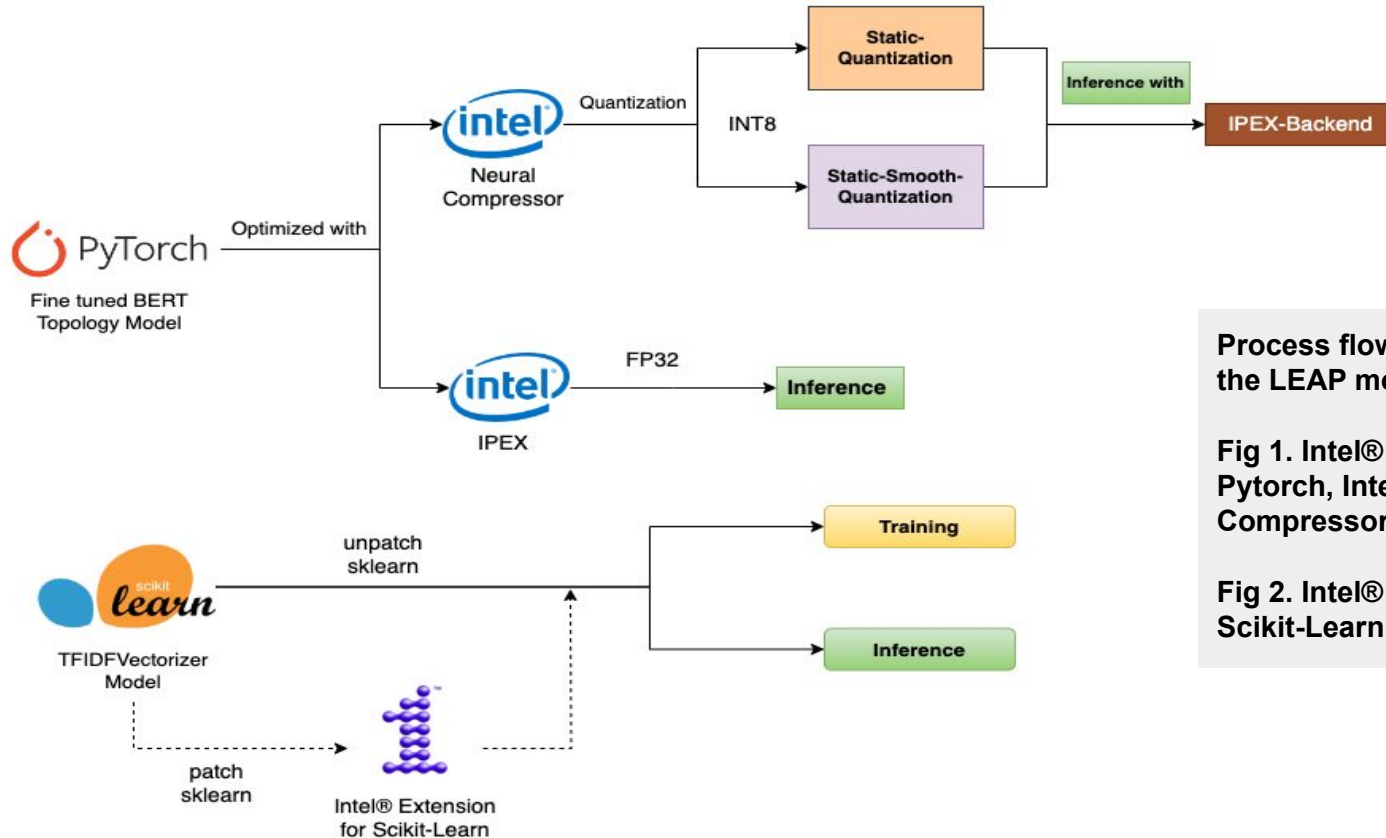 Static-
Quantization
Inference with
intel
Quantization
INT8
IPEX-Backend
Neural
Compressor
Static-Smooth-
Quantization
PyTorch
Optimized with
Fine tuned BERT
Topology Model
intel
FP32
Inference
IPEX
Process flow
the LEAP
Fig 1. Intel®
Pytorch,
Compressor
Fig 2. Intel®
Scikit-Learn
unpatch
sklearn
Training
scikit
learn
Inference
TFIDFVectorizer
Model
patch
sklearn
Intel® Extension
for Scikit-Learn